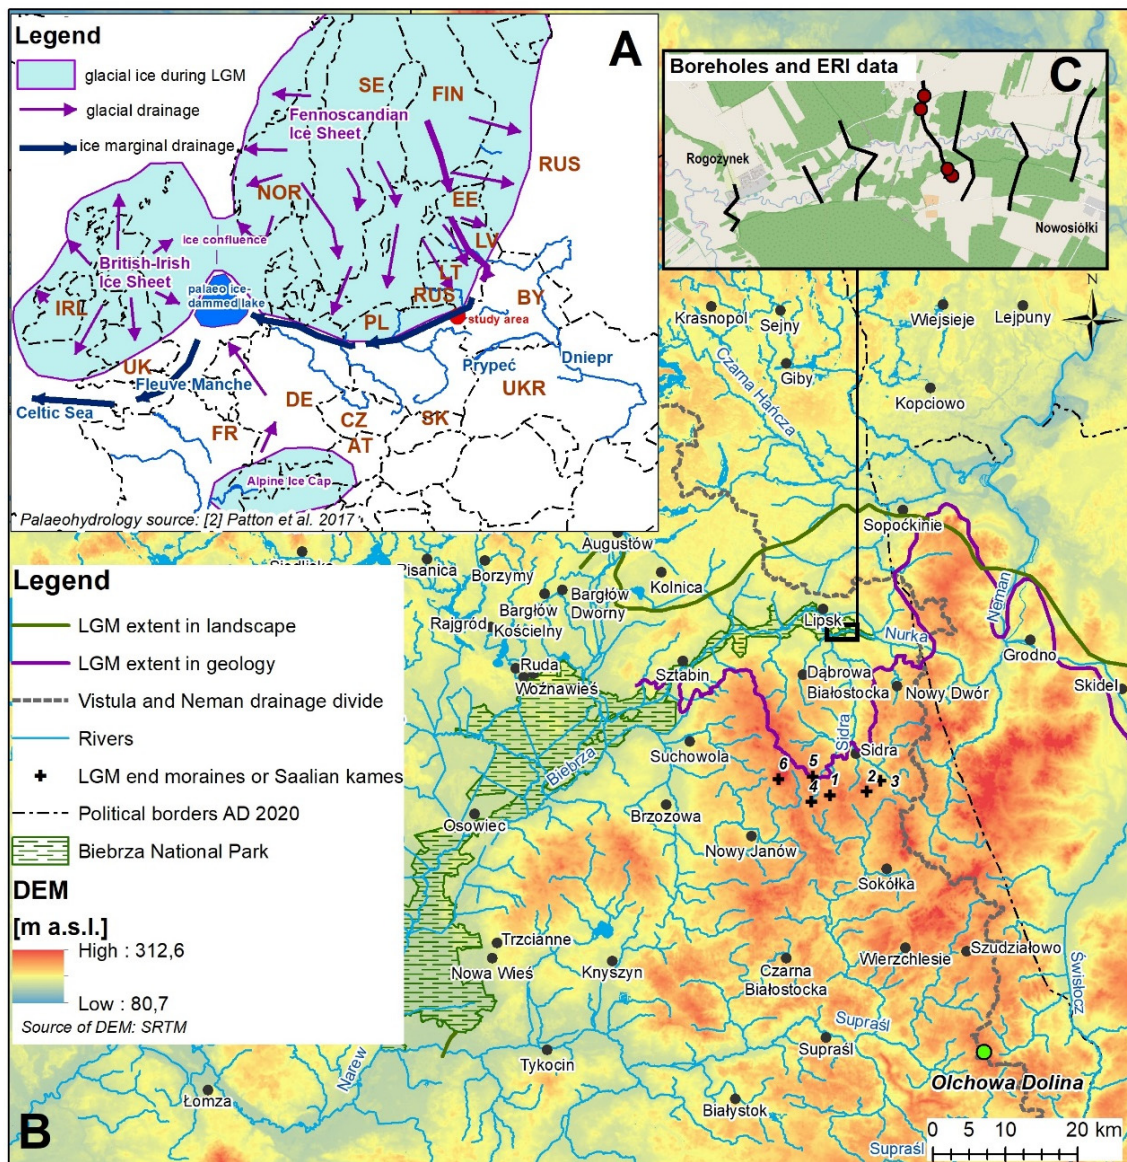 Legend
A
glacial ice during LGM
glacial drainage
ice marginal drainage
SE
FIN
Fennoscandian
Ice Sheet
RUS
NOR
EE
ice confluence
LV
British-Irish
Ice Sheet
palaeo ice-
dammed lake
IRL
LT
RUS
BY
PL
study area
UK
Fleuve Manche
Prypeć
Dniepr
Celtic Sea
DE
UKR
CZ
SK
FR
AT
Alpine Ice Cap
Palaeohydrology source: [2] Patton et al. 2017
Boreholes and ERI data
C
Rogożynek
Nowosiółki
N
Krasnopol
Sejny
Wiejsieje
Lejpuny
Giby
Czarna Hańcza
Kopciowo
Sopoćkinie
Augustów
Pisanica
Borzymy
Kolnica
Bargłów
Dworny
Bargłów
Kościelny
Rajgród
Lipsk
Nurka
Neman
Grodno
Ruda
Woźnawieś
Sztabin
Dąbrowa
Białostocka
Nowy Dwór
Skidel
Suchowola
Sidra
Sidra
Biebrza
6
5
4
1
2
3
Osowiec
Brzozowa
Nowy Janów
Sokółka
Trzcianne
Nowa Wieś
Knyszyn
Czarna
Białostocka
Wierzchlesie
Szudziałowo
Świsłocz
Supraśl
Supraśl
Narew
Tykocin
Olchowa Dolina
Łomża
Białystok
Supraśl
B
0 5 10 20 km
Legend
LGM extent in landscape
LGM extent in geology
Vistula and Neman drainage divide
Rivers
LGM end moraines or Saalian kames
Political borders AD 2020
Biebrza National Park
DEM
[m a.s.l.]
High : 312,6
Low : 80,7
Source of DEM: SRTM